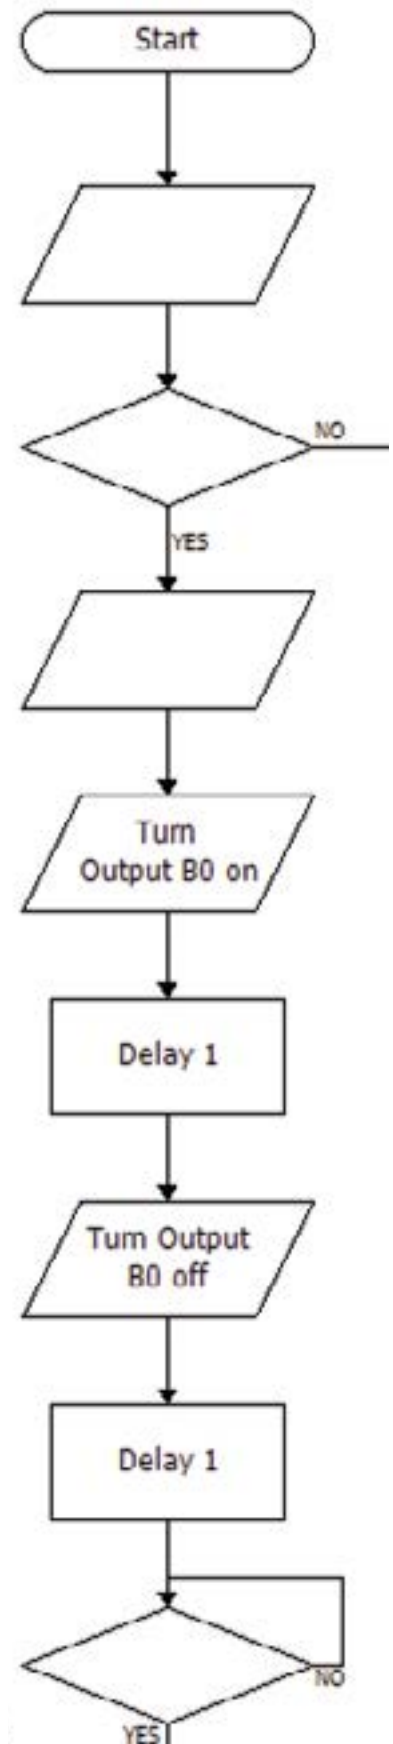 Start
NO
YES
Turn
Output B0 on
Delay 1
Turn Output
B0 off
Delay 1
NO
YES